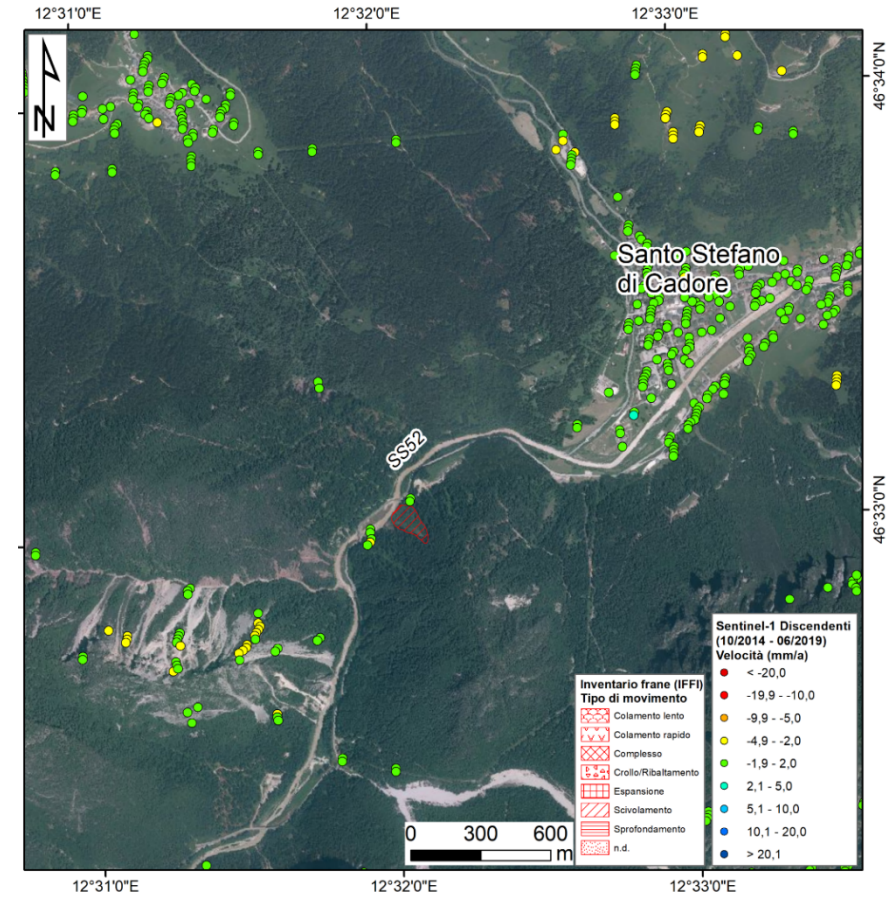 12°31'0"E 12°32'0"E 12°33'0"E
46°34'0"N
N
Santo Stefano
di Cadore
SS52
46°33'0"N
Sentinel-1 Discendenti
(10/2014 - 06/2019)
Velocità (mm/a)
< -20,0
-19,9 - -10,0
-9,9 - -5,0
-4,9 - -2,0
-1,9 - 2,0
2,1 - 5,0
5,1 - 10,0
10,1 - 20,0
> 20,1
Inventario frane (IFFI)
Tipo di movimento
Colamento lento
Colamento rapido
Complesso
Crollo/Ribaltamento
Espansione
Scivolamento
Sprofondamento
n.d.
0 300 600
m
12°31'0"E 12°32'0"E 12°33'0"E